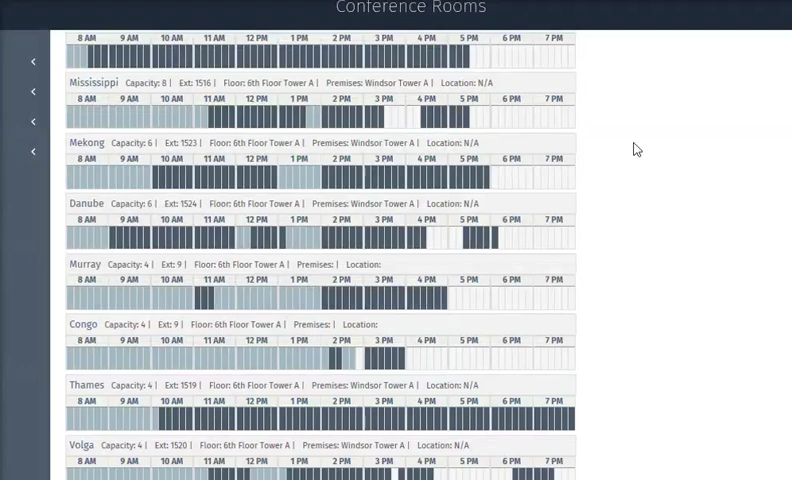 Conference Rooms
8 AM 9 AM 10 AM 11 AM 12 PM 1 PM 2 PM 3 PM 4 PM 5 PM 6 PM 7 PM
Mississippi Capacity: 8 | Ext: 1516 | Floor: 6th Floor Tower A | Premises: Windsor Tower A | Location: N/A
8 AM 9 AM 10 AM 11 AM 12 PM 1 PM 2 PM 3 PM 4 PM 5 PM 6 PM 7 PM
Mekong Capacity: 6 | Ext: 1523 | Floor: 6th Floor Tower A | Premises: Windsor Tower A | Location: N/A
8 AM 9 AM 10 AM 11 AM 12 PM 1 PM 2 PM 3 PM 4 PM 5 PM 6 PM 7 PM
Danube Capacity: 6 | Ext: 1524 | Floor: 6th Floor Tower A | Premises: Windsor Tower A | Location: N/A
8 AM 9 AM 10 AM 11 AM 12 PM 1 PM 2 PM 3 PM 4 PM 5 PM 6 PM 7 PM
Murray Capacity: 4 | Ext: 9 | Floor: 6th Floor Tower A | Premises: | Location:
8 AM 9 AM 10 AM 11 AM 12 PM 1 PM 2 PM 3 PM 4 PM 5 PM 6 PM 7 PM
Congo Capacity: 4 | Ext: 9 | Floor: 6th Floor Tower A | Premises: | Location:
8 AM 9 AM 10 AM 11 AM 12 PM 1 PM 2 PM 3 PM 4 PM 5 PM 6 PM 7 PM
Thames Capacity: 4 | Ext: 1519 | Floor: 6th Floor Tower A | Premises: Windsor Tower A | Location: N/A
8 AM 9 AM 10 AM 11 AM 12 PM 1 PM 2 PM 3 PM 4 PM 5 PM 6 PM 7 PM
Volga Capacity: 4 | Ext: 1520 | Floor: 6th Floor Tower A | Premises: Windsor Tower A | Location: N/A
8 AM 9 AM 10 AM 11 AM 12 PM 1 PM 2 PM 3 PM 4 PM 5 PM 6 PM 7 PM